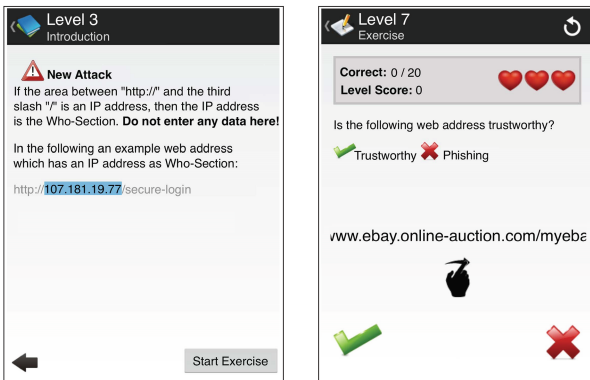 Level 3
Introduction
New Attack
If the area between "http://" and the third
slash "/" is an IP address, then the IP address
is the Who-Section. Do not enter any data here!
In the following an example web address
which has an IP address as Who-Section:
http://107.181.19.77/secure-login
Start Exercise
Level 7
Exercise
Correct: 0 / 20
Level Score: 0
Is the following web address trustworthy?
Trustworthy Phishing
www.ebay.online-auction.com/myeba